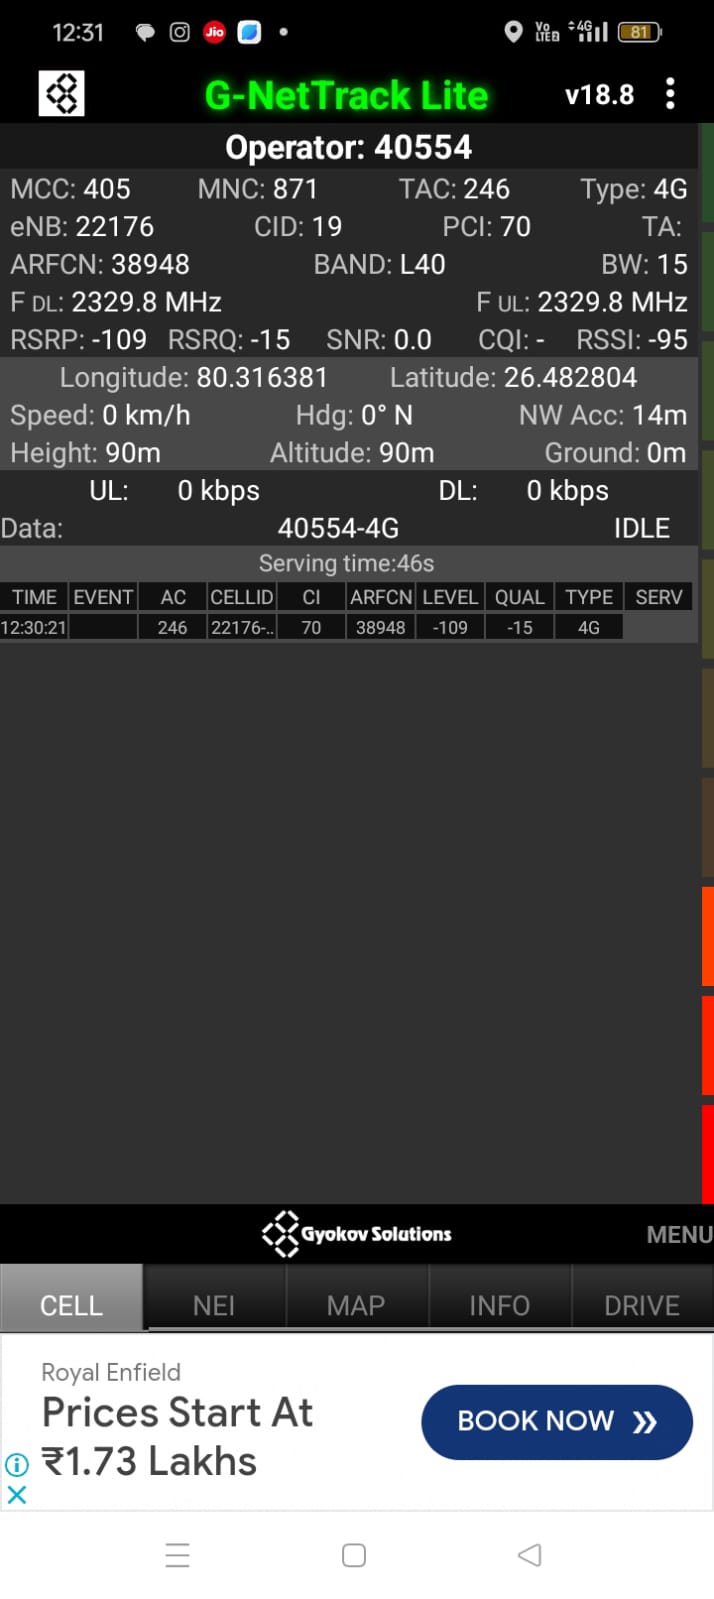 12:31 Jio Vo LTE 2 4G 81
G-NetTrack Lite v18.8
Operator: 40554
MCC: 405 MNC: 871 TAC: 246 Type: 4G
eNB: 22176 CID: 19 PCI: 70 TA:
ARFCN: 38948 BAND: L40 BW: 15
F DL: 2329.8 MHz F UL: 2329.8 MHz
RSRP: -109 RSRQ: -15 SNR: 0.0 CQI: - RSSI: -95
Longitude: 80.316381 Latitude: 26.482804
Speed: 0 km/h Hdg: 0° N NW Acc: 14m
Height: 90m Altitude: 90m Ground: 0m
UL: 0 kbps DL: 0 kbps
Data: 40554-4G IDLE
Serving time:46s
TIME EVENT AC CELLID CI ARFCN LEVEL QUAL TYPE SERV
12:30:21 246 22176-.. 70 38948 -109 -15 4G
Gyokov Solutions MENU
CELL NEI MAP INFO DRIVE
Royal Enfield
Prices Start At
₹1.73 Lakhs
BOOK NOW »